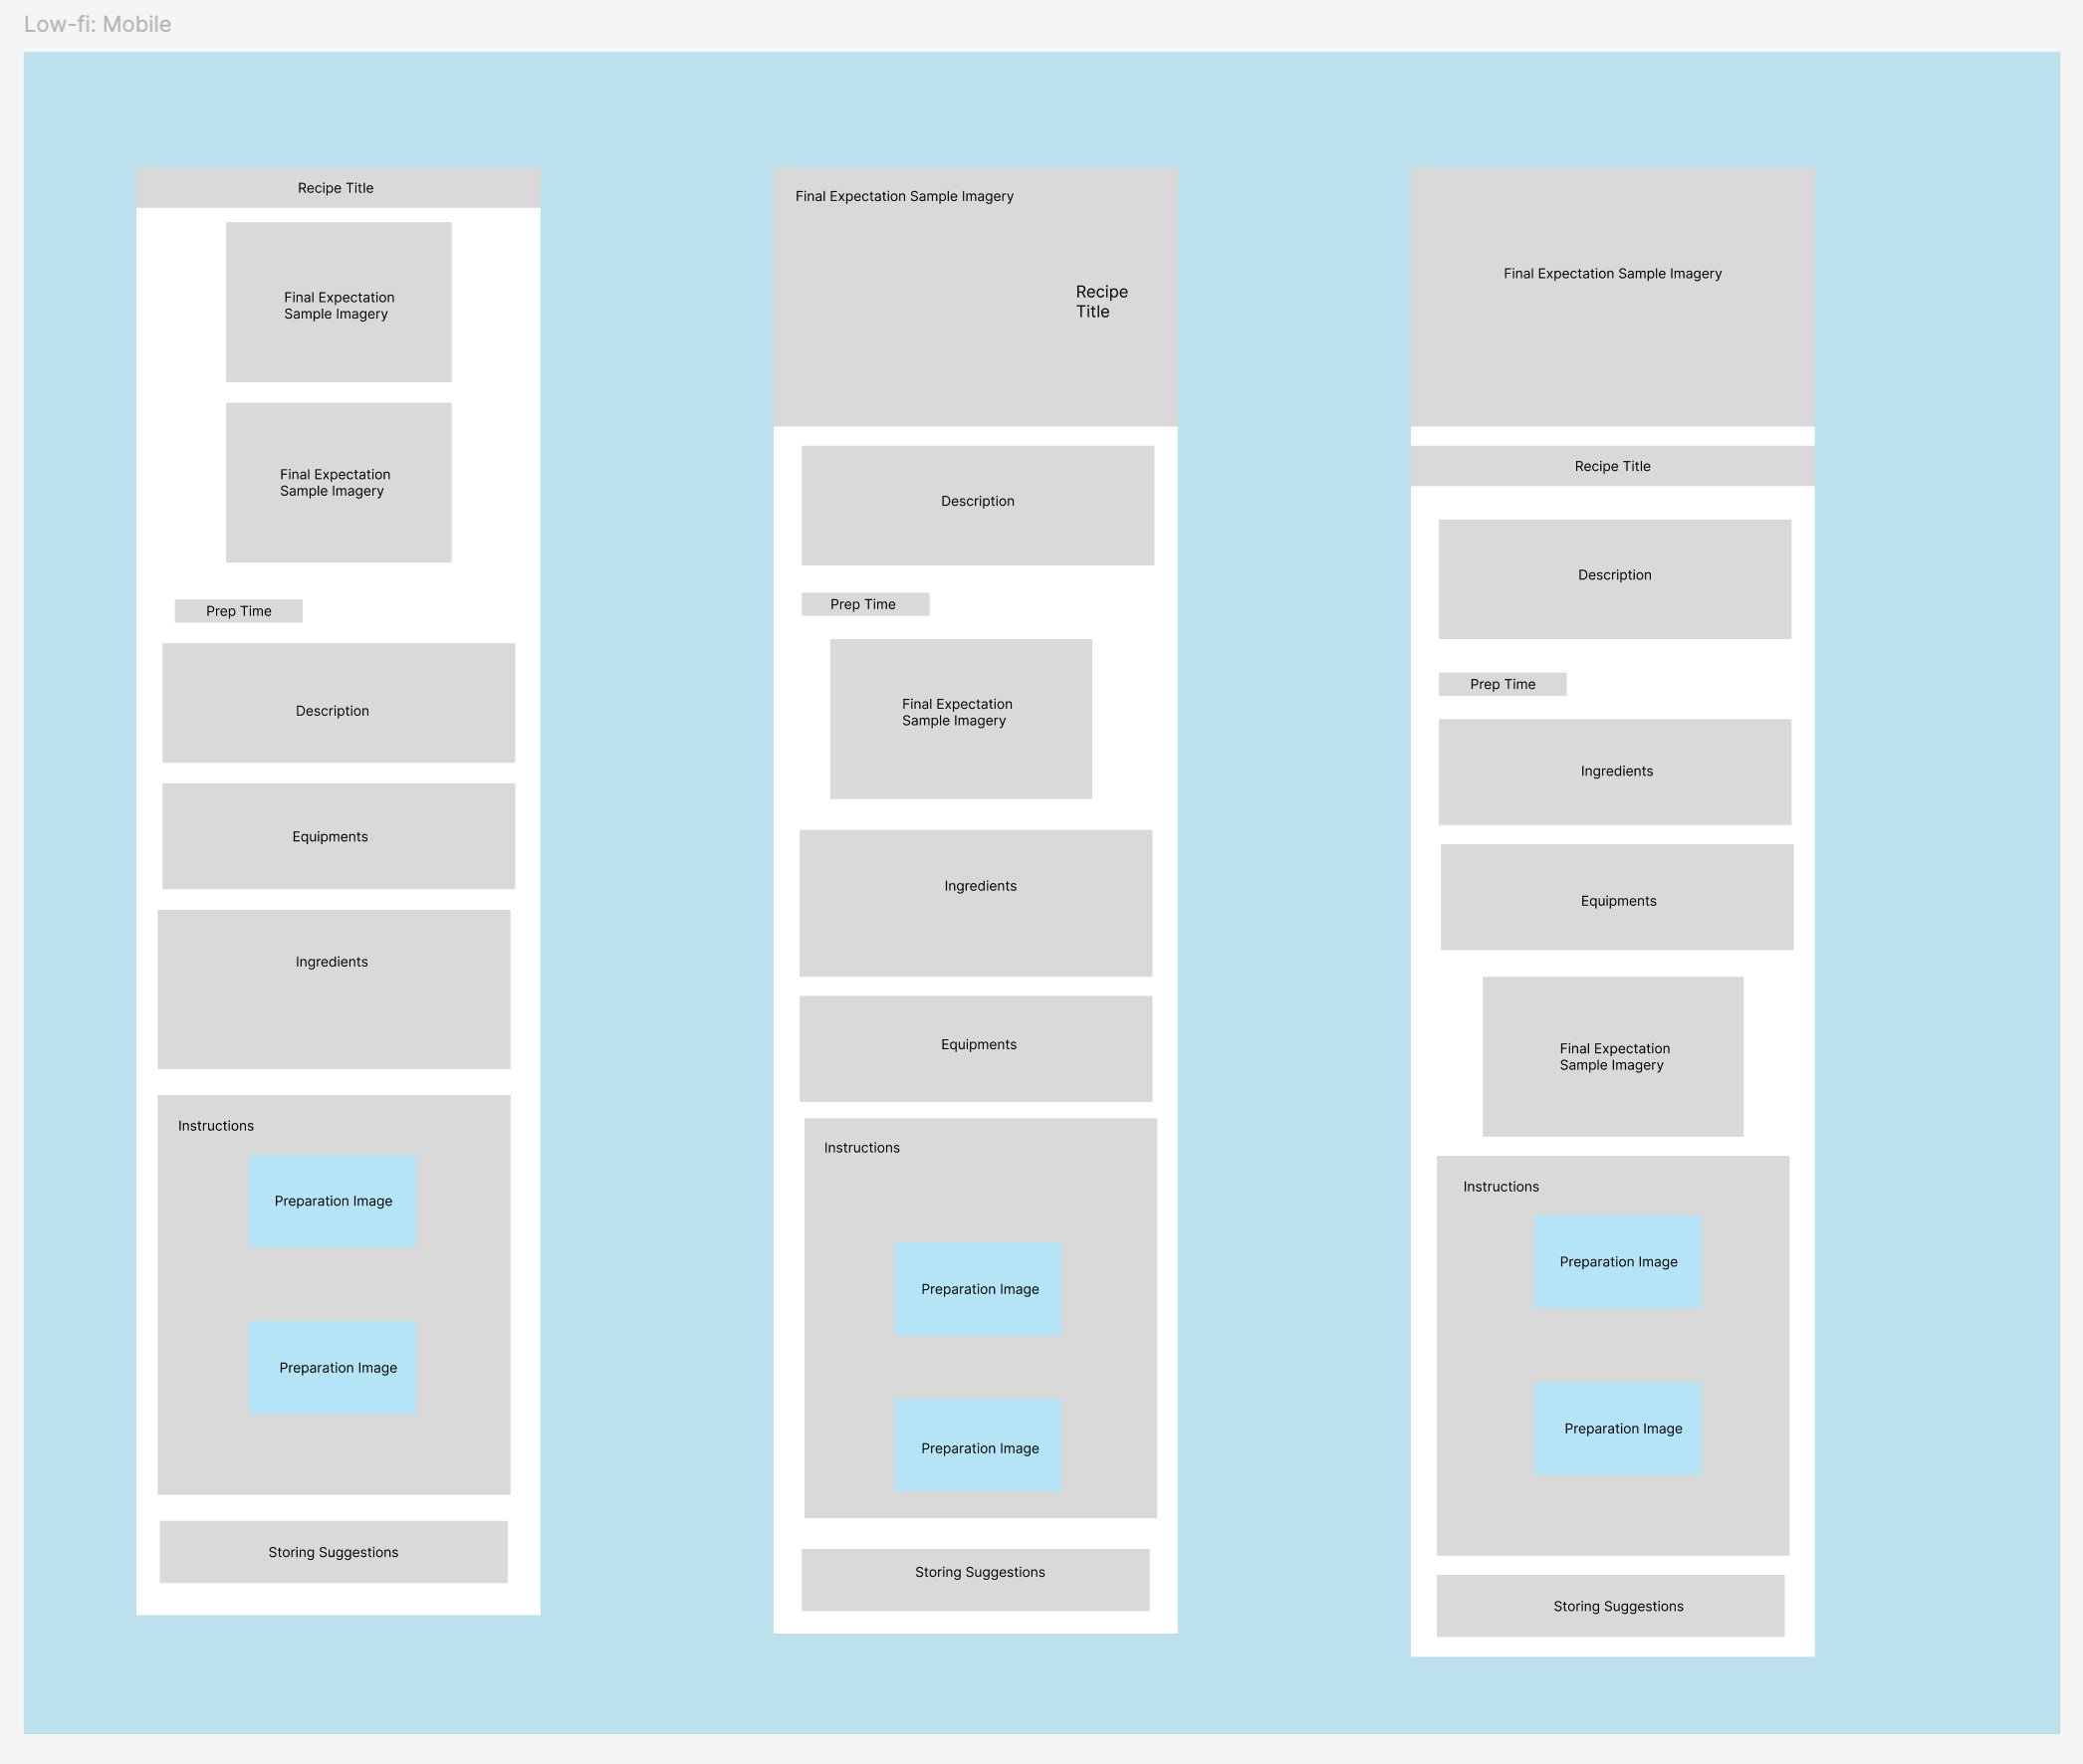 Low-fi: Mobile
Recipe Title
Final Expectation
Sample Imagery
Final Expectation
Sample Imagery
Prep Time
Description
Equipments
Ingredients
Instructions
Preparation Image
Preparation Image
Storing Suggestions
Final Expectation Sample Imagery
Recipe
Title
Description
Prep Time
Final Expectation
Sample Imagery
Ingredients
Equipments
Instructions
Preparation Image
Preparation Image
Storing Suggestions
Final Expectation Sample Imagery
Recipe Title
Description
Prep Time
Ingredients
Equipments
Final Expectation
Sample Imagery
Instructions
Preparation Image
Preparation Image
Storing Suggestions